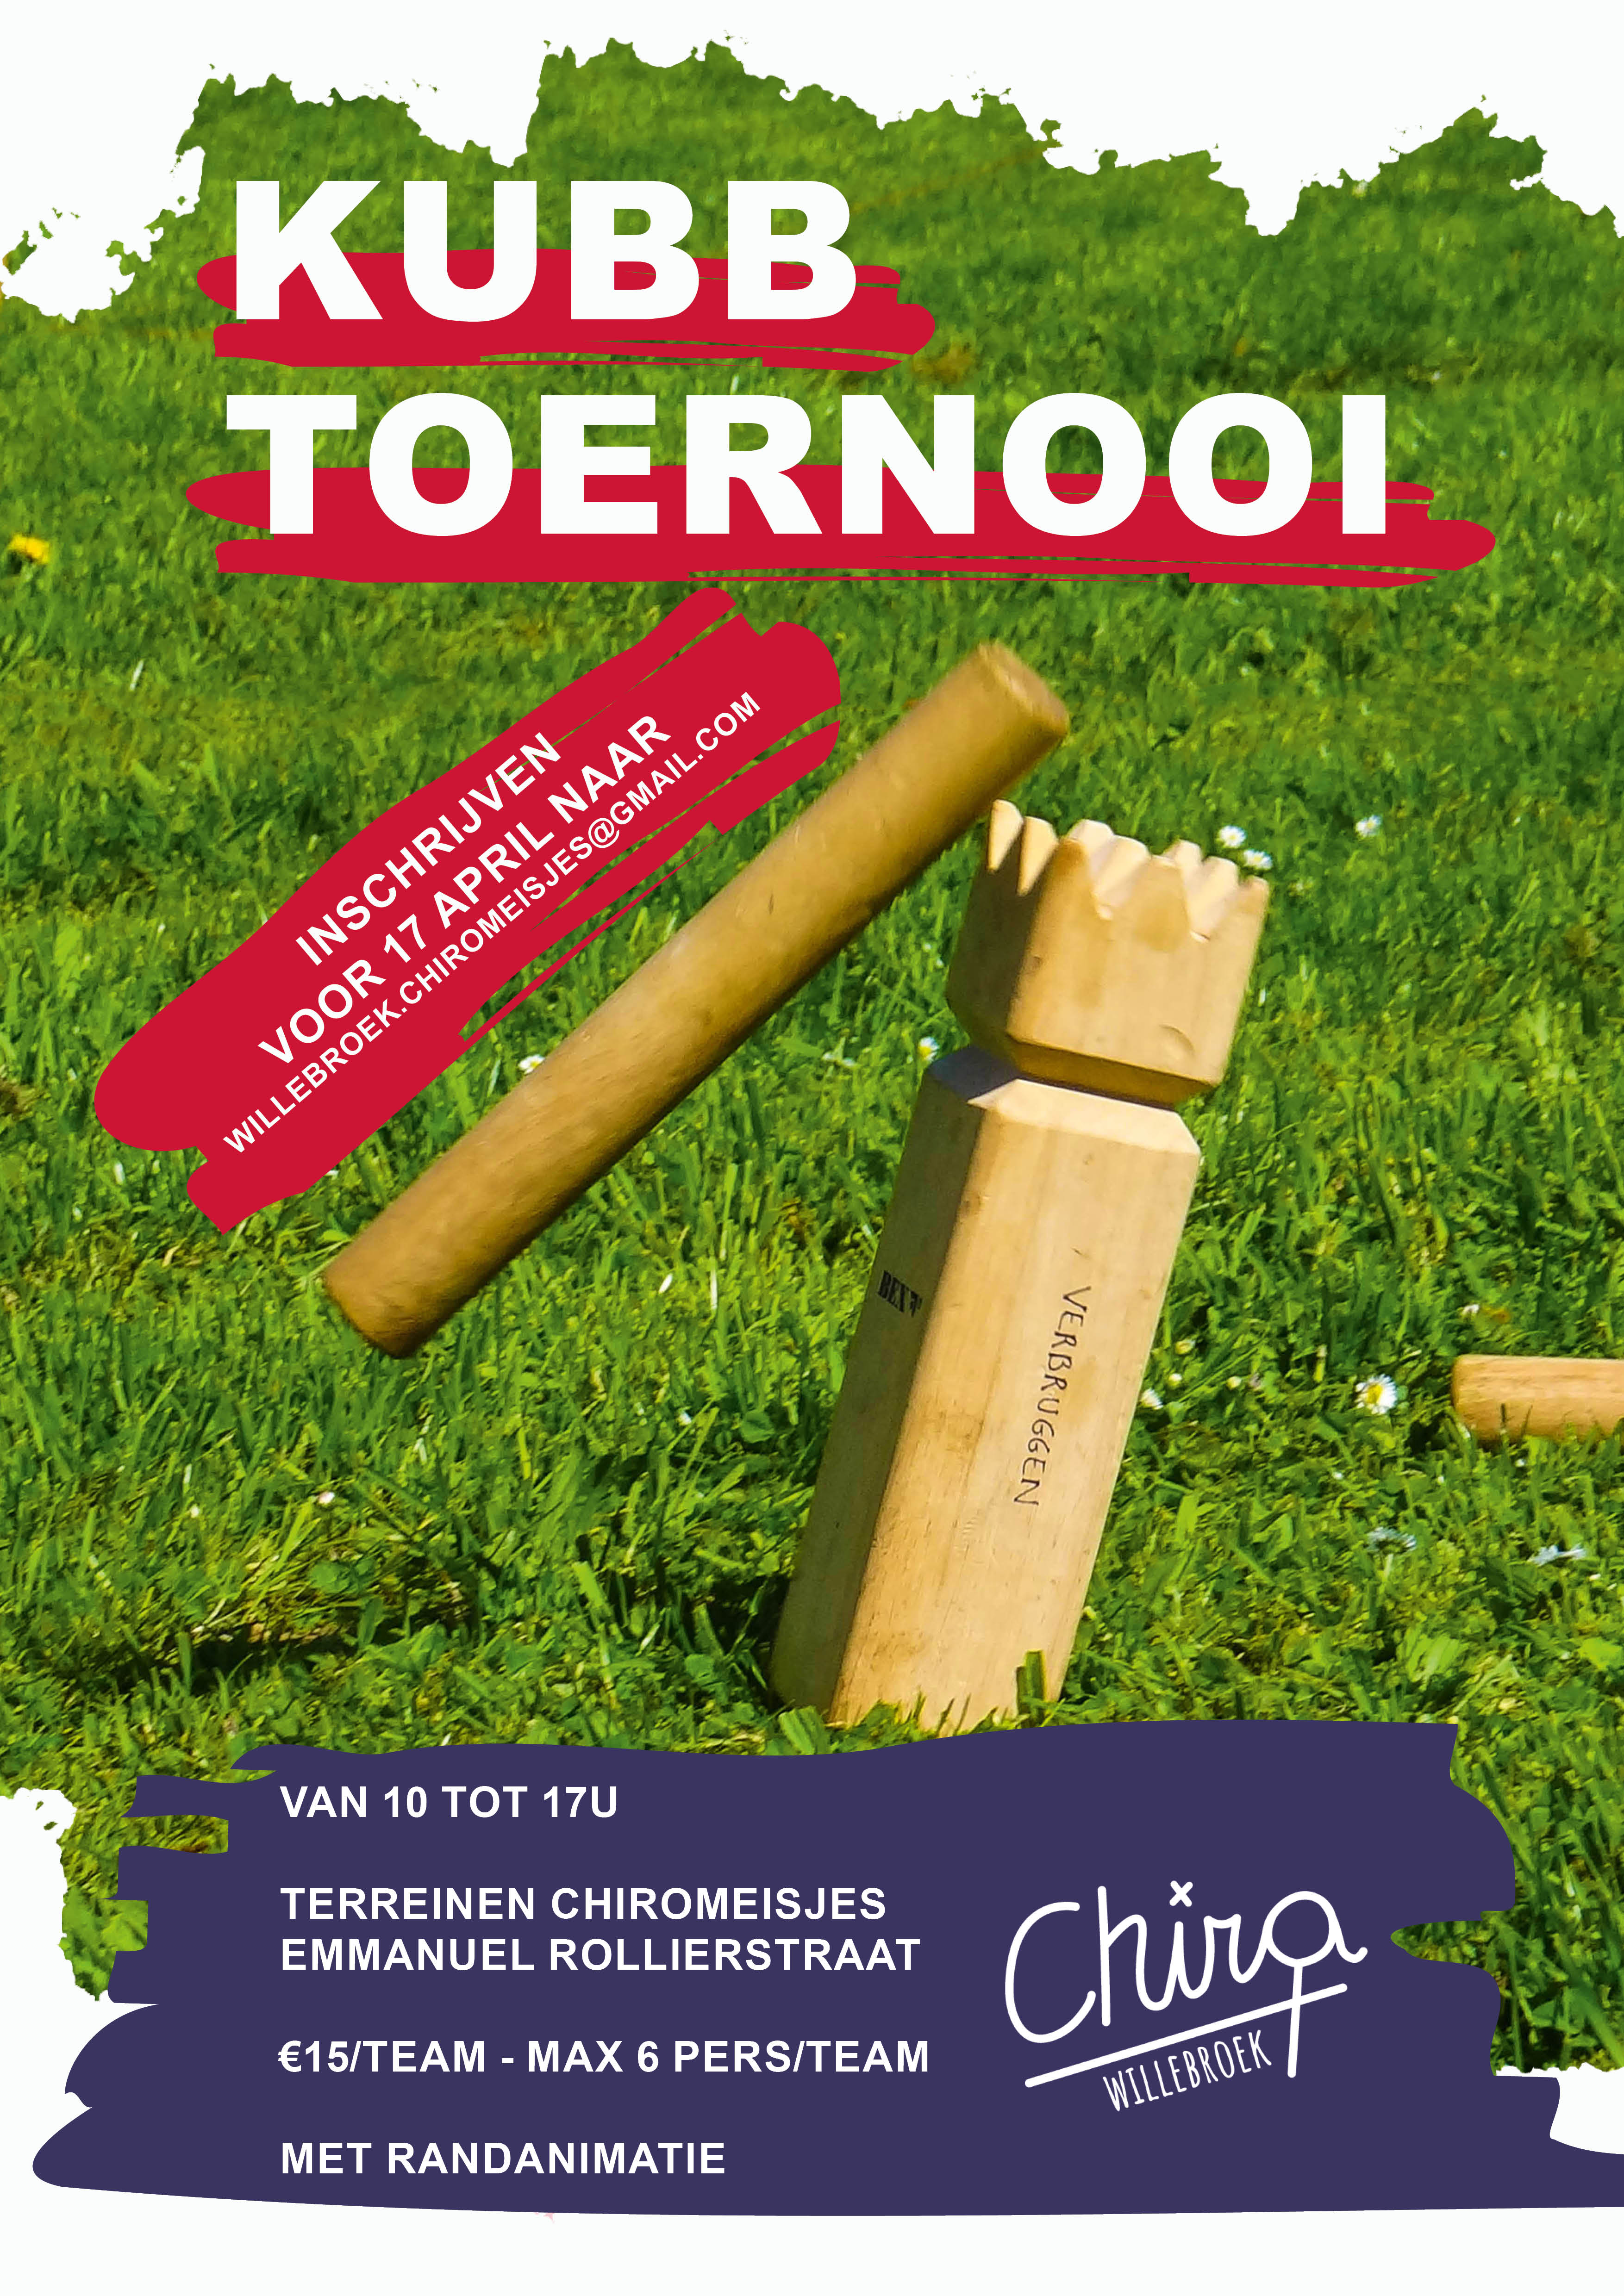 KUBB
TOERNOOI
INSCHRIJVEN
VOOR 17 APRIL NAAR
WILLEBROEK.CHIROMEISJES@GMAIL.COM
VERBRUGGEN
VAN 10 TOT 17U
TERREINEN CHIROMEISJES
EMMANUEL ROLLIERSTRAAT
€15/TEAM - MAX 6 PERS/TEAM
MET RANDANIMATIE
Chiro
WILLEBROEK